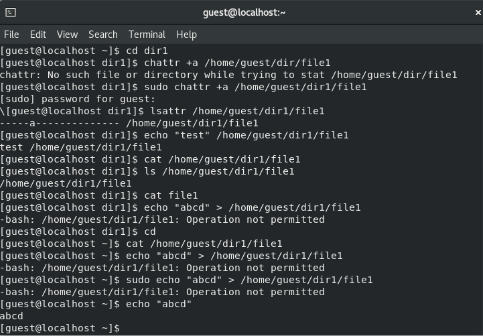 guest@localhost:~
File Edit View Search Terminal Help
[guest@localhost ~]$ cd dir1
[guest@localhost dir1]$ chattr +a /home/guest/dir/file1
chattr: No such file or directory while trying to stat /home/guest/dir/file1
[guest@localhost dir1]$ sudo chattr +a /home/guest/dir1/file1
[sudo] password for guest:
\[guest@localhost dir1]$ lsattr /home/guest/dir1/file1
-----a-------------- /home/guest/dir1/file1
[guest@localhost dir1]$ echo "test" /home/guest/dir1/file1
test /home/guest/dir1/file1
[guest@localhost dir1]$ cat /home/guest/dir1/file1
[guest@localhost dir1]$ ls /home/guest/dir1/file1
/home/guest/dir1/file1
[guest@localhost dir1]$ cat file1
[guest@localhost dir1]$ echo "abcd" > /home/guest/dir1/file1
-bash: /home/guest/dir1/file1: Operation not permitted
[guest@localhost dir1]$ cd
[guest@localhost ~]$ cat /home/guest/dir1/file1
[guest@localhost ~]$ echo "abcd" > /home/guest/dir1/file1
-bash: /home/guest/dir1/file1: Operation not permitted
[guest@localhost ~]$ sudo echo "abcd" > /home/guest/dir1/file1
-bash: /home/guest/dir1/file1: Operation not permitted
[guest@localhost ~]$ echo "abcd"
abcd
[guest@localhost ~]$